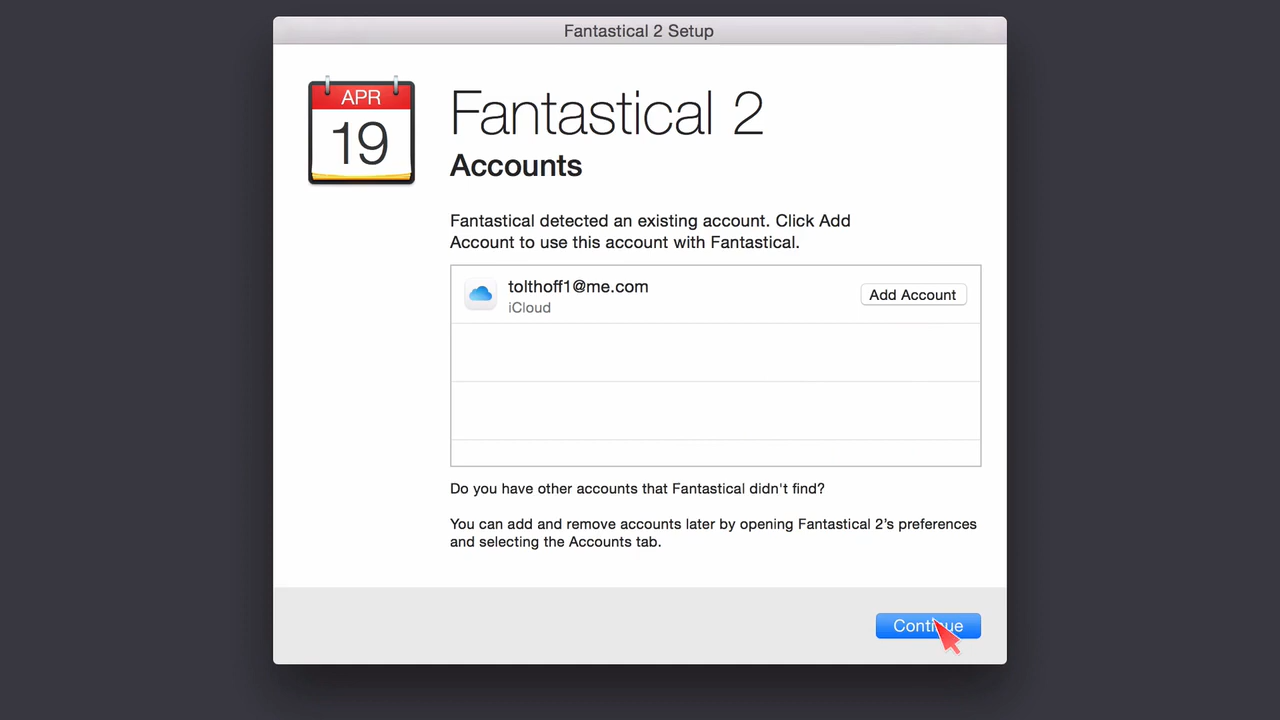 Fantastical 2 Setup
APR
19
Fantastical 2
Accounts
Fantastical detected an existing account. Click Add
Account to use this account with Fantastical.
tolthoff1@me.com
Add Account
iCloud
Do you have other accounts that Fantastical didn't find?
You can add and remove accounts later by opening Fantastical 2’s preferences
and selecting the Accounts tab.
Continue